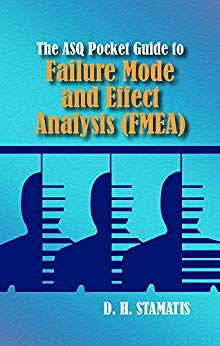 The ASQ Pocket Guide to
Failure Mode
and Effect
Analysis (FMEA)
D. H. STAMATIS